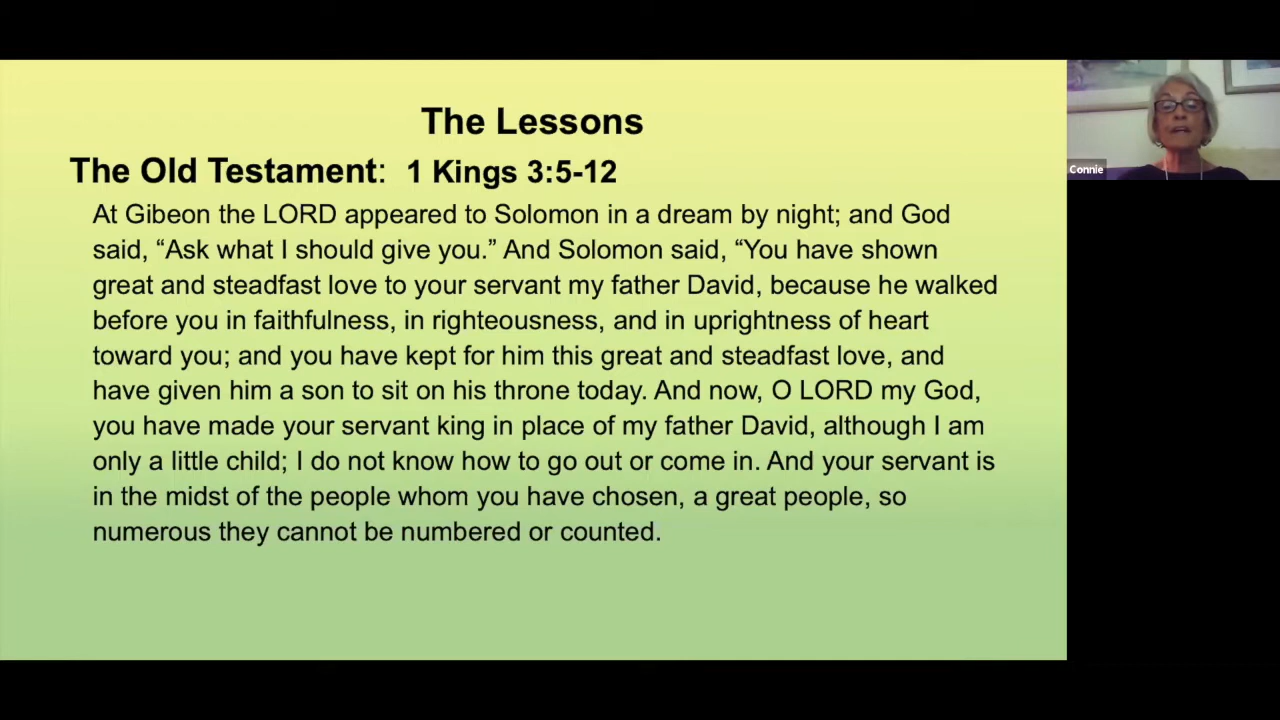 The Lessons
The Old Testament:  1 Kings 3:5-12
At Gibeon the LORD appeared to Solomon in a dream by night; and God
said, “Ask what I should give you.” And Solomon said, “You have shown
great and steadfast love to your servant my father David, because he walked
before you in faithfulness, in righteousness, and in uprightness of heart
toward you; and you have kept for him this great and steadfast love, and
have given him a son to sit on his throne today. And now, O LORD my God,
you have made your servant king in place of my father David, although I am
only a little child; I do not know how to go out or come in. And your servant is
in the midst of the people whom you have chosen, a great people, so
numerous they cannot be numbered or counted.
Connie